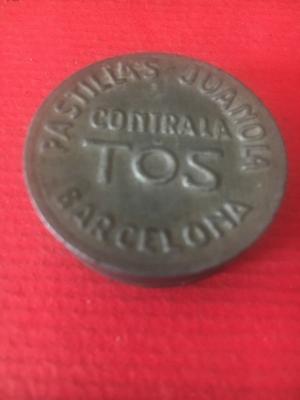 PASTILLAS JUANOLA
CONTRA LA
TOS
BARCELONA